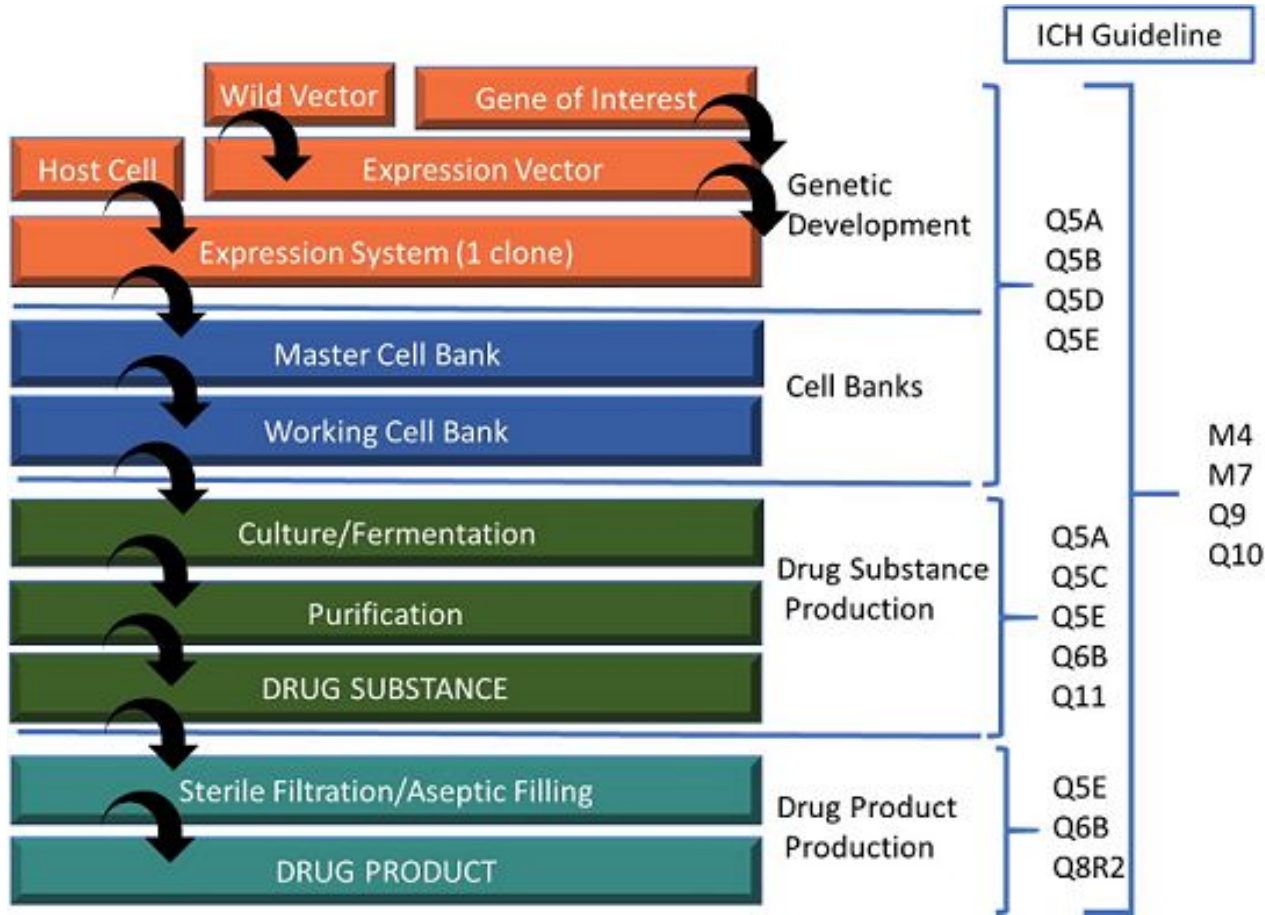 ICH Guideline
Wild Vector
Gene of Interest
Host Cell
Expression Vector
Expression System (1 clone)
Genetic
Development
Q5A
Q5B
Q5D
Q5E
Master Cell Bank
Working Cell Bank
Cell Banks
Culture/Fermentation
Purification
DRUG SUBSTANCE
Drug Substance
Production
Q5A
Q5C
Q5E
Q6B
Q11
Sterile Filtration/Aseptic Filling
DRUG PRODUCT
Drug Product
Production
Q5E
Q6B
Q8R2
M4
M7
Q9
Q10